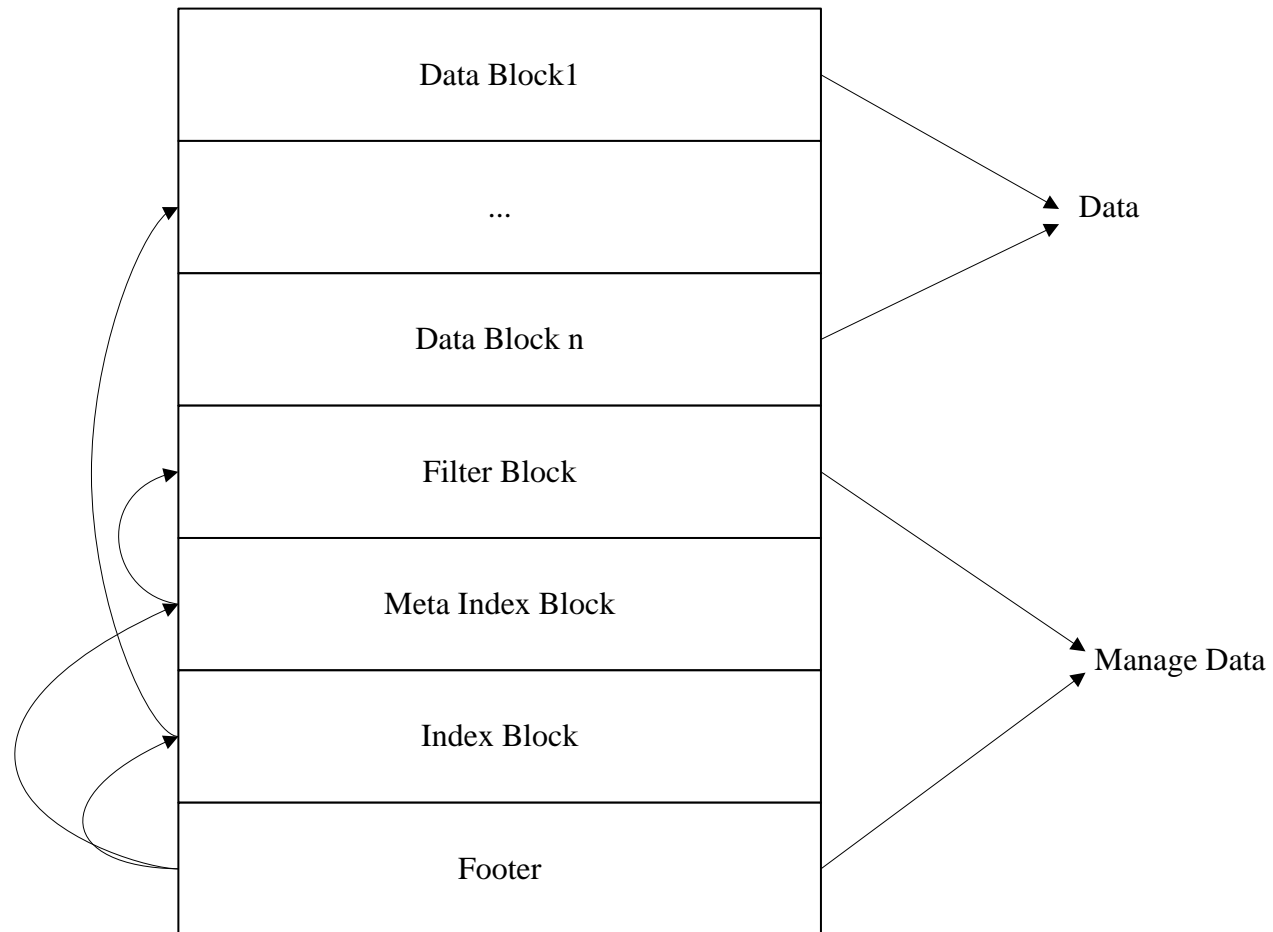 Data Block1
...
Data
Data Block n
Filter Block
Meta Index Block
Manage Data
Index Block
Footer